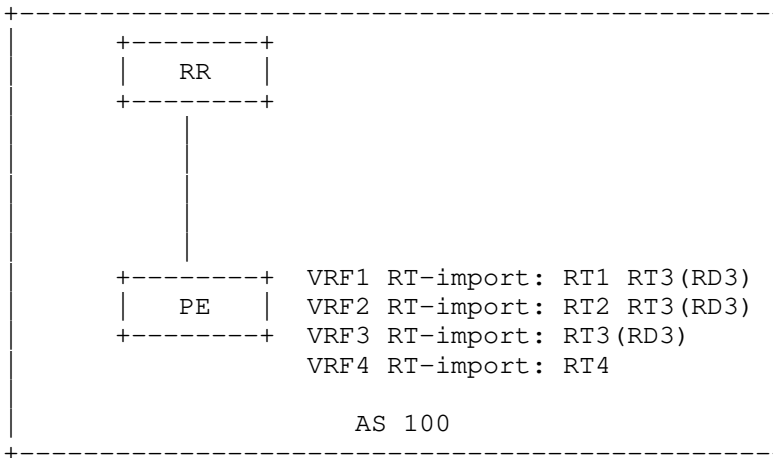 RR
VRF1 RT-import: RT1 RT3(RD3)
PE VRF2 RT-import: RT2 RT3(RD3)
VRF3 RT-import: RT3(RD3)
VRF4 RT-import: RT4
AS 100